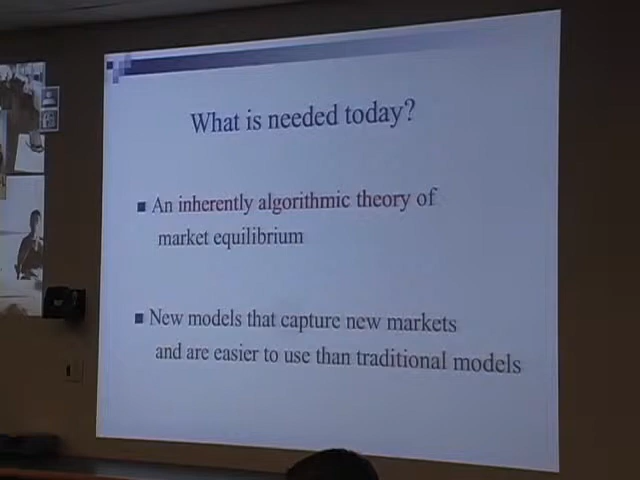 What is needed today?
An inherently algorithmic theory of
market equilibrium
New models that capture new markets
and are easier to use than traditional models